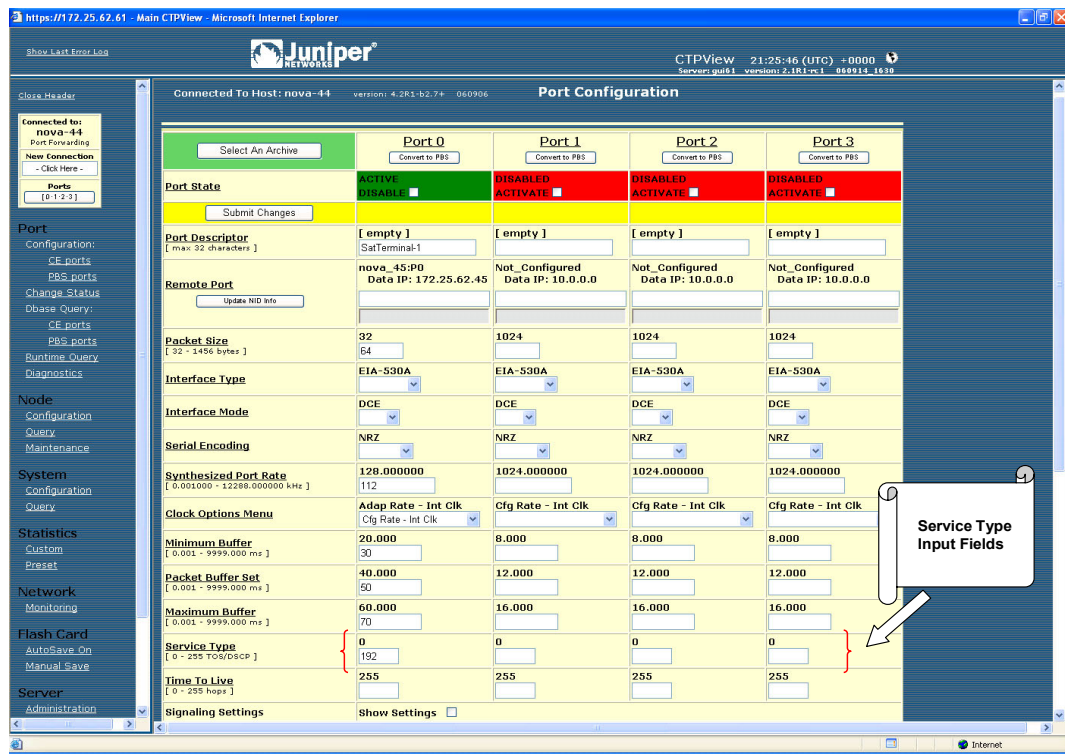 https://172.25.62.61 - Main CTPView - Microsoft Internet Explorer
Show Last Error Log
Juniper®
NETWORKS
CTPView 21:25:46 (UTC) +0000
Server: gui61 version: 2.1R1-rc1 060914_1630
Close Header
Connected To Host: nova-44 version: 4.2R1-b2.7+ 060906 Port Configuration
Connected to:
nova-44
Port Forwarding
New Connection
- Click Here -
Ports
[0-1-2-3]
Port
Configuration:
CE ports
PBS ports
Change Status
Dbase Query:
CE ports
PBS ports
Runtime Query
Diagnostics
Node
Configuration
Query
Maintenance
System
Configuration
Query
Statistics
Custom
Preset
Network
Monitoring
Flash Card
AutoSave On
Manual Save
Server
Administration
Select An Archive Port 0 Port 1 Port 2 Port 3
Convert to PBS Convert to PBS Convert to PBS Convert to PBS
Port State ACTIVE DISABLED DISABLED DISABLED
DISABLE ACTIVATE ACTIVATE ACTIVATE
Submit Changes
Port Descriptor [ empty ] [ empty ] [ empty ] [ empty ]
[ max 32 characters ] SatTerminal-1
Remote Port nova_45:P0 Not_Configured Not_Configured Not_Configured
Data IP: 172.25.62.45 Data IP: 10.0.0.0 Data IP: 10.0.0.0 Data IP: 10.0.0.0
Update NID Info
Packet Size 32 1024 1024 1024
[ 32 - 1456 bytes ] 64
Interface Type EIA-530A EIA-530A EIA-530A EIA-530A
Interface Mode DCE DCE DCE DCE
Serial Encoding NRZ NRZ NRZ NRZ
Synthesized Port Rate 128.000000 1024.000000 1024.000000 1024.000000
[ 0.001000 - 12288.000000 kHz ] 112
Clock Options Menu Adap Rate - Int Clk Cfg Rate - Int Clk Cfg Rate - Int Clk Cfg Rate - Int Clk
Cfg Rate - Int Clk
Minimum Buffer 20.000 8.000 8.000 8.000
[ 0.001 - 9999.000 ms ] 30
Packet Buffer Set 40.000 12.000 12.000 12.000
[ 0.001 - 9999.000 ms ] 50
Maximum Buffer 60.000 16.000 16.000 16.000
[ 0.001 - 9999.000 ms ] 70
Service Type 0 0 0 0
[ 0 - 255 TOS/DSCP ] 192
Time To Live 255 255 255 255
[ 0 - 255 hops ]
Signaling Settings Show Settings
Service Type
Input Fields
Internet